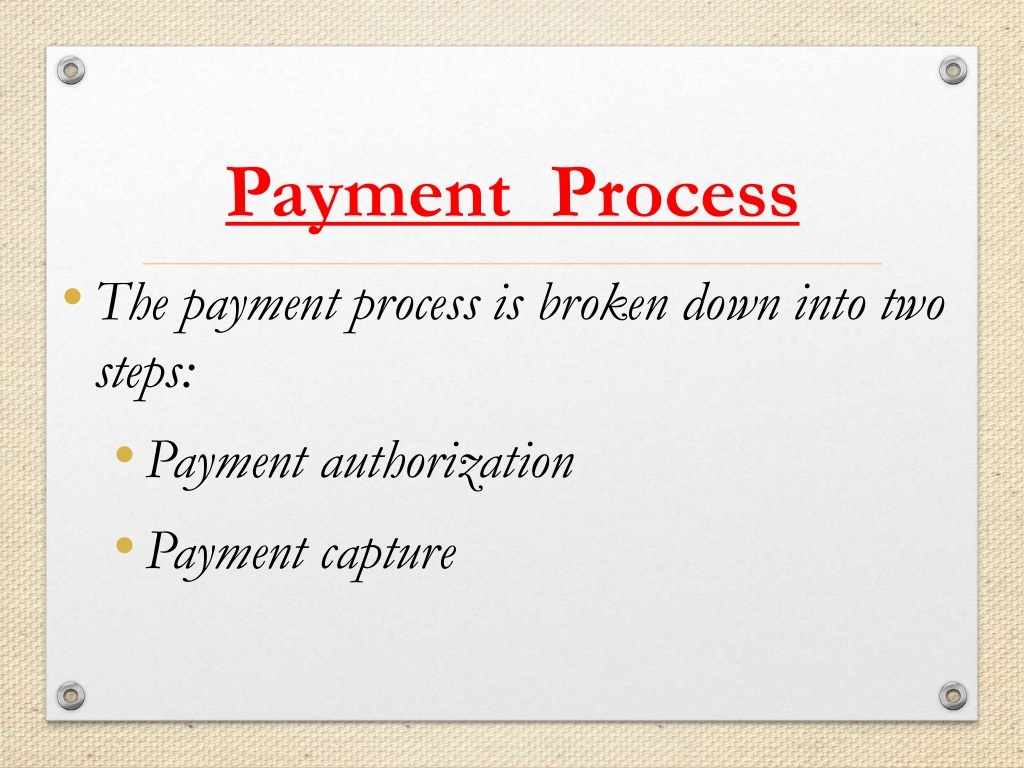 Payment Process
• The payment process is broken down into two
steps:
• Payment authorization
• Payment capture